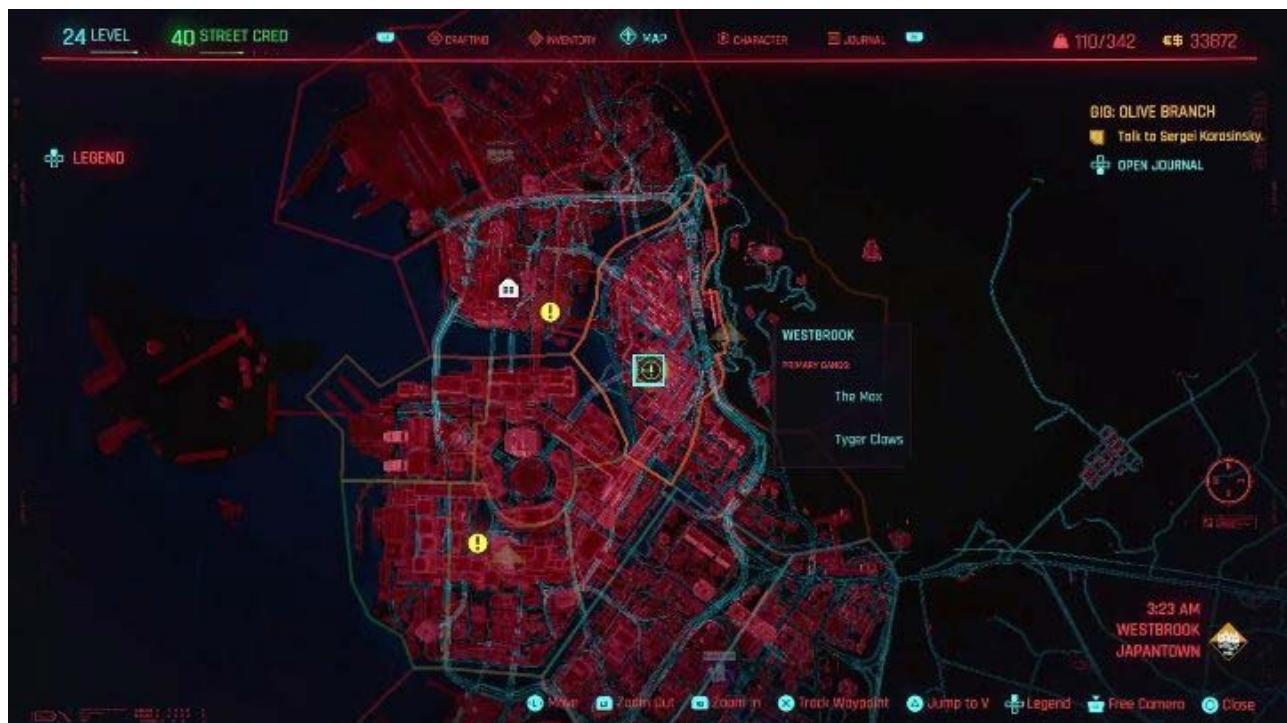 24 LEVEL
40 STREET CRED
CRAFTING
INVENTORY
MAP
CHARACTER
JOURNAL
110/342
€$ 33872
GIG: OLIVE BRANCH
Talk to Sergei Karasinsky.
OPEN JOURNAL
LEGEND
WESTBROOK
PRIMARY GANGS:
The Mox
Tyger Claws
3:23 AM
WESTBROOK
JAPANTOWN
Move
Zoom Out
Zoom In
Track Waypoint
Jump to V
Legend
Free Camera
Close